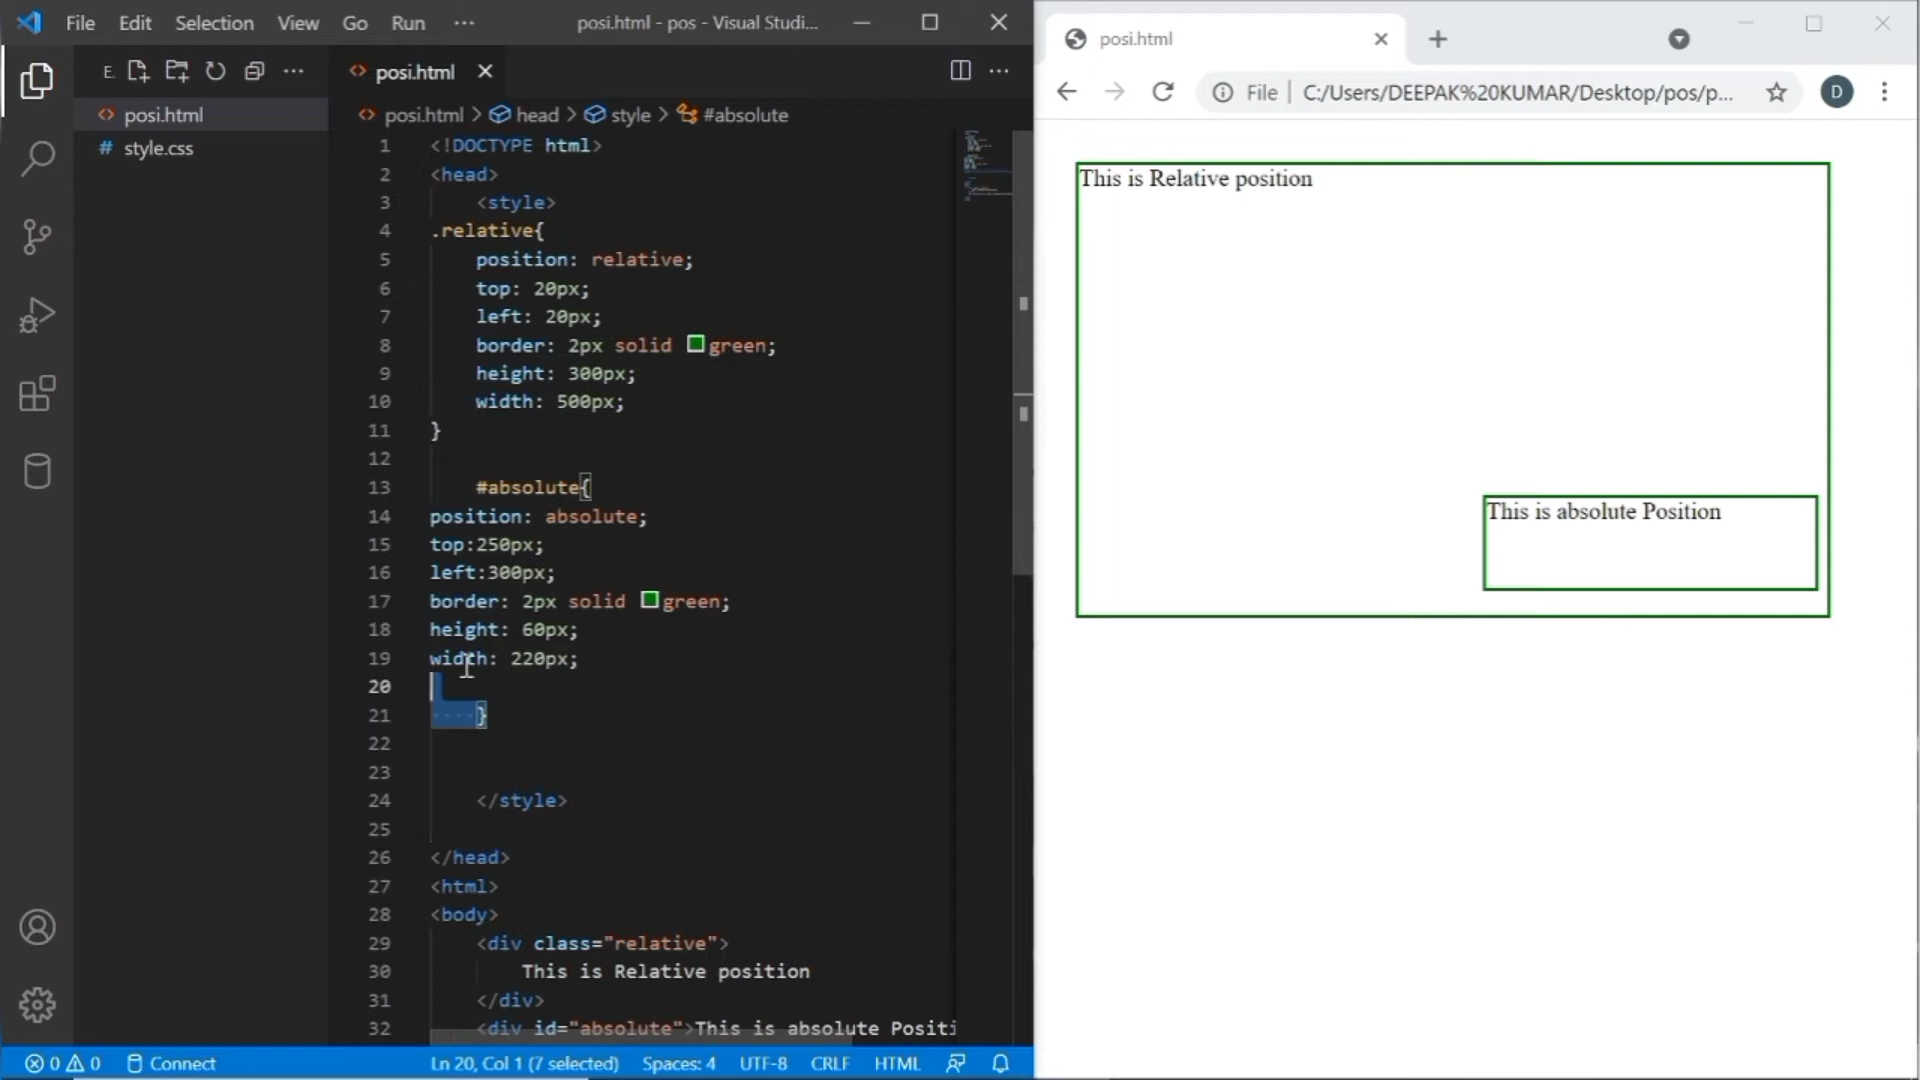 File Edit Selection View Go Run ··· posi.html - pos - Visual Studi...
E.
posi.html
style.css
posi.html
posi.html > head > style > #absolute
1 <!DOCTYPE html>
2 <head>
3 <style>
4 .relative{
5 position: relative;
6 top: 20px;
7 left: 20px;
8 border: 2px solid green;
9 height: 300px;
10 width: 500px;
11 }
12
13 #absolute{
14 position: absolute;
15 top:250px;
16 left:300px;
17 border: 2px solid green;
18 height: 60px;
19 width: 220px;
20
21 }
22
23
24 </style>
25
26 </head>
27 <html>
28 <body>
29 <div class="relative">
30 This is Relative position
31 </div>
32 <div id="absolute">This is absolute Positi
0 0 Connect Ln 20, Col 1 (7 selected) Spaces: 4 UTF-8 CRLF HTML
posi.html
File | C:/Users/DEEPAK%20KUMAR/Desktop/pos/p...
D
This is Relative position
This is absolute Position